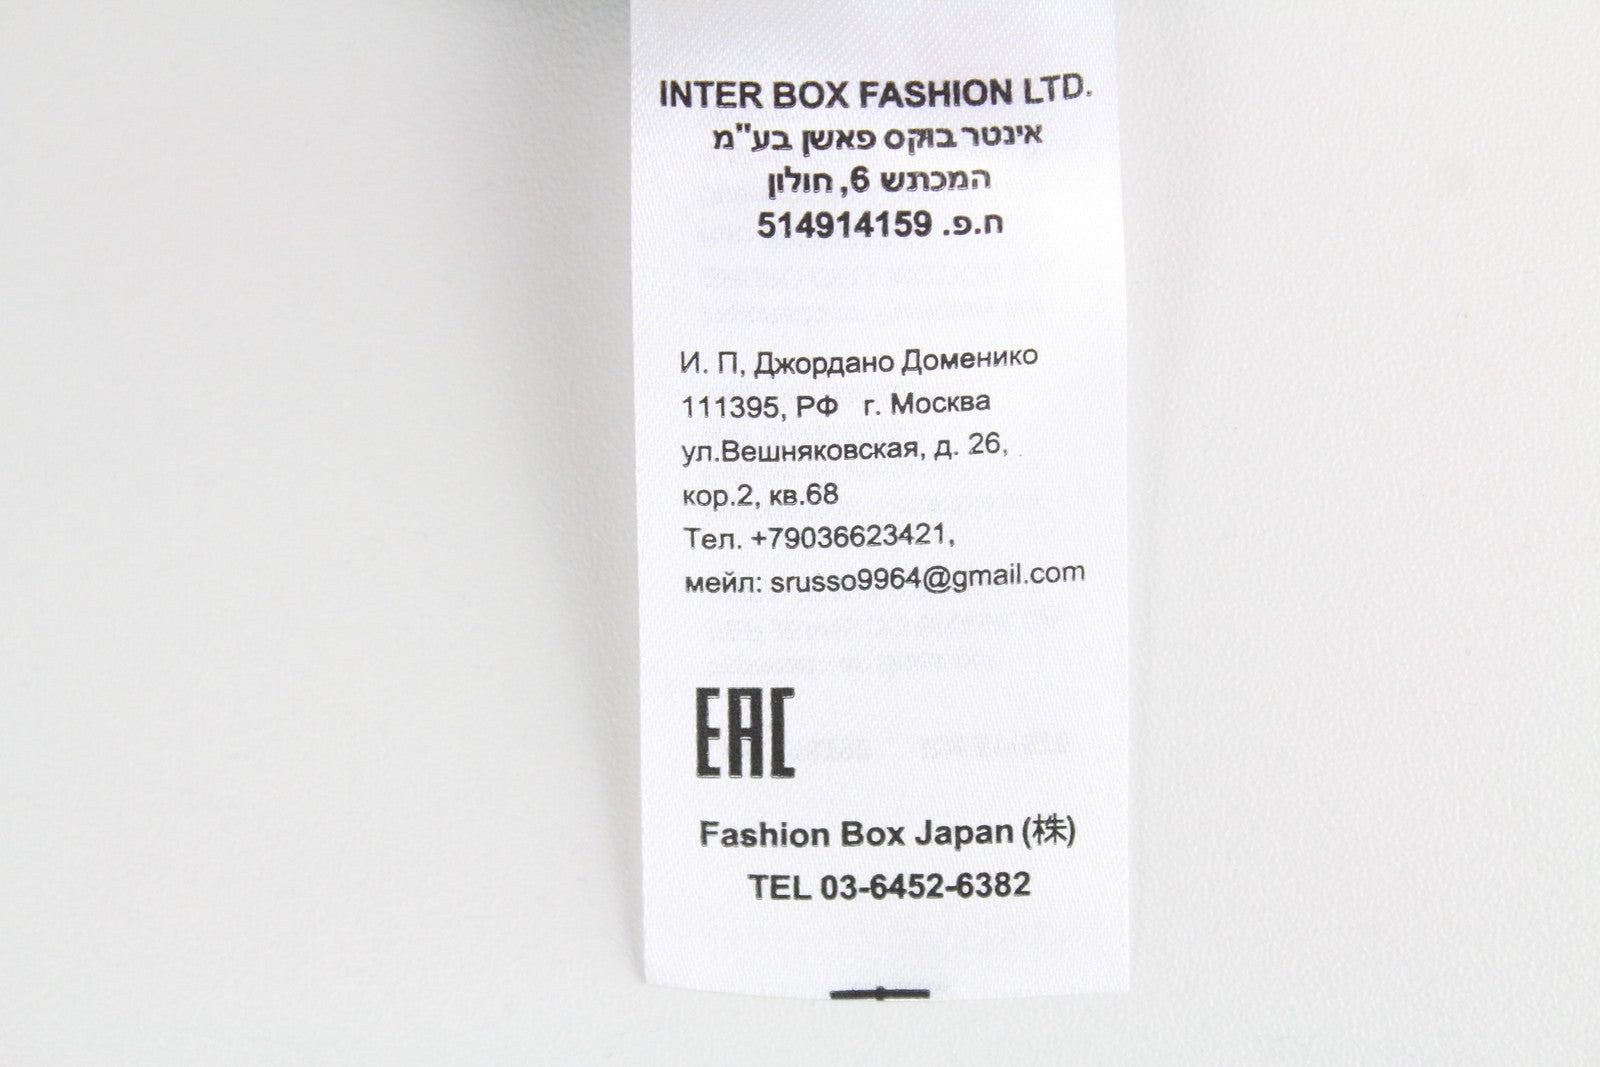 INTER BOX FASHION LTD.
אינטר בוקס פאשן בע"מ
המכתש 6, חולון
ח.פ. 514914159
И. П, Джордано Доменико
111395, РФ г. Москва
ул.Вешняковская, д. 26,
кор.2, кв.68
Тел. +79036623421,
мейл: srusso9964@gmail.com
EAC
Fashion Box Japan (株)
TEL 03-6452-6382